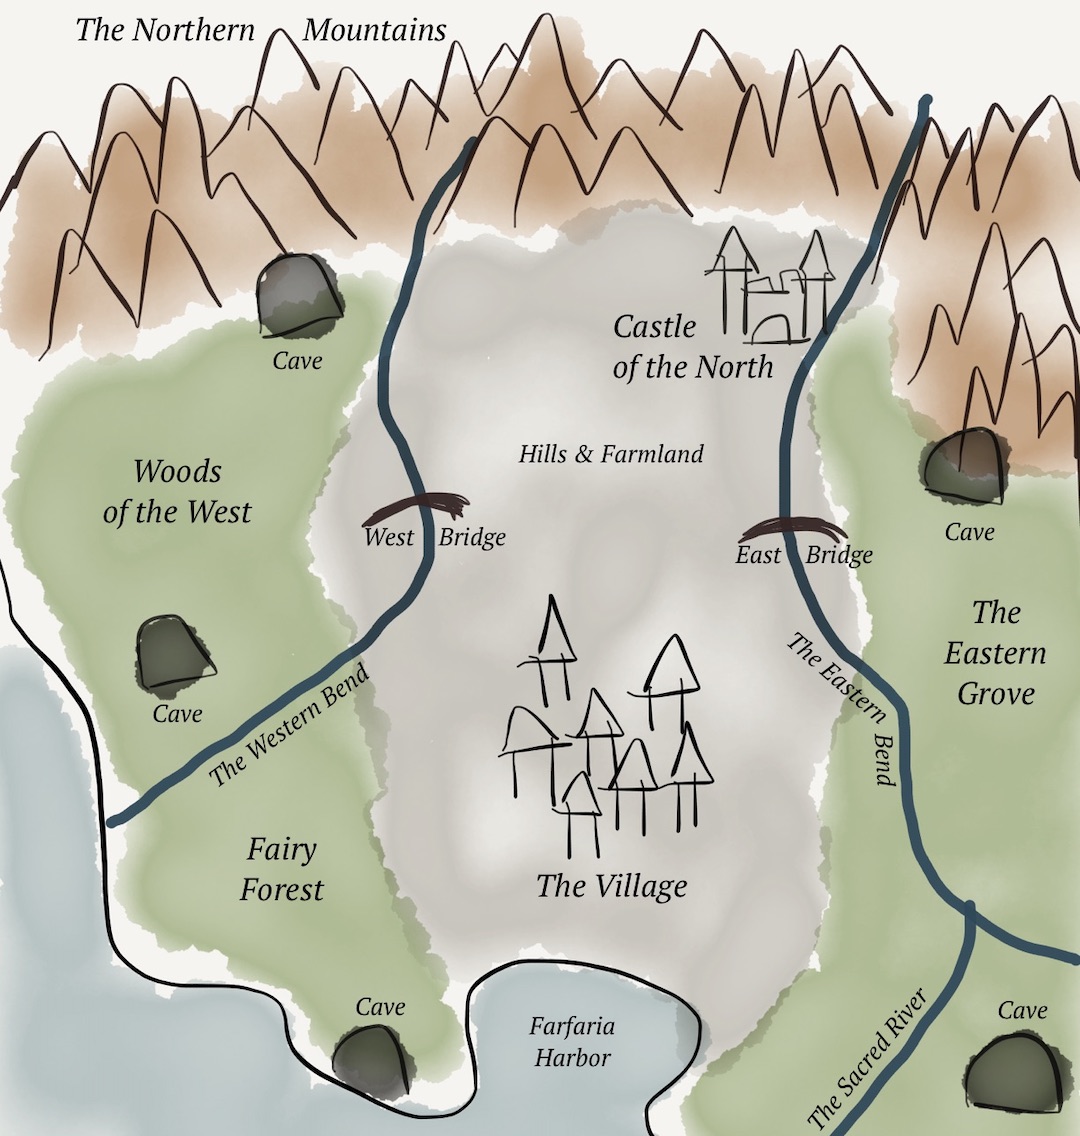 The Northern Mountains
Castle
of the North
Cave
Hills & Farmland
Woods
of the West
West Bridge
East Bridge
Cave
The
Eastern
Grove
The Eastern Bend
The Western Bend
Cave
Fairy
Forest
The Village
Cave
Farfaria
Harbor
The Sacred River
Cave